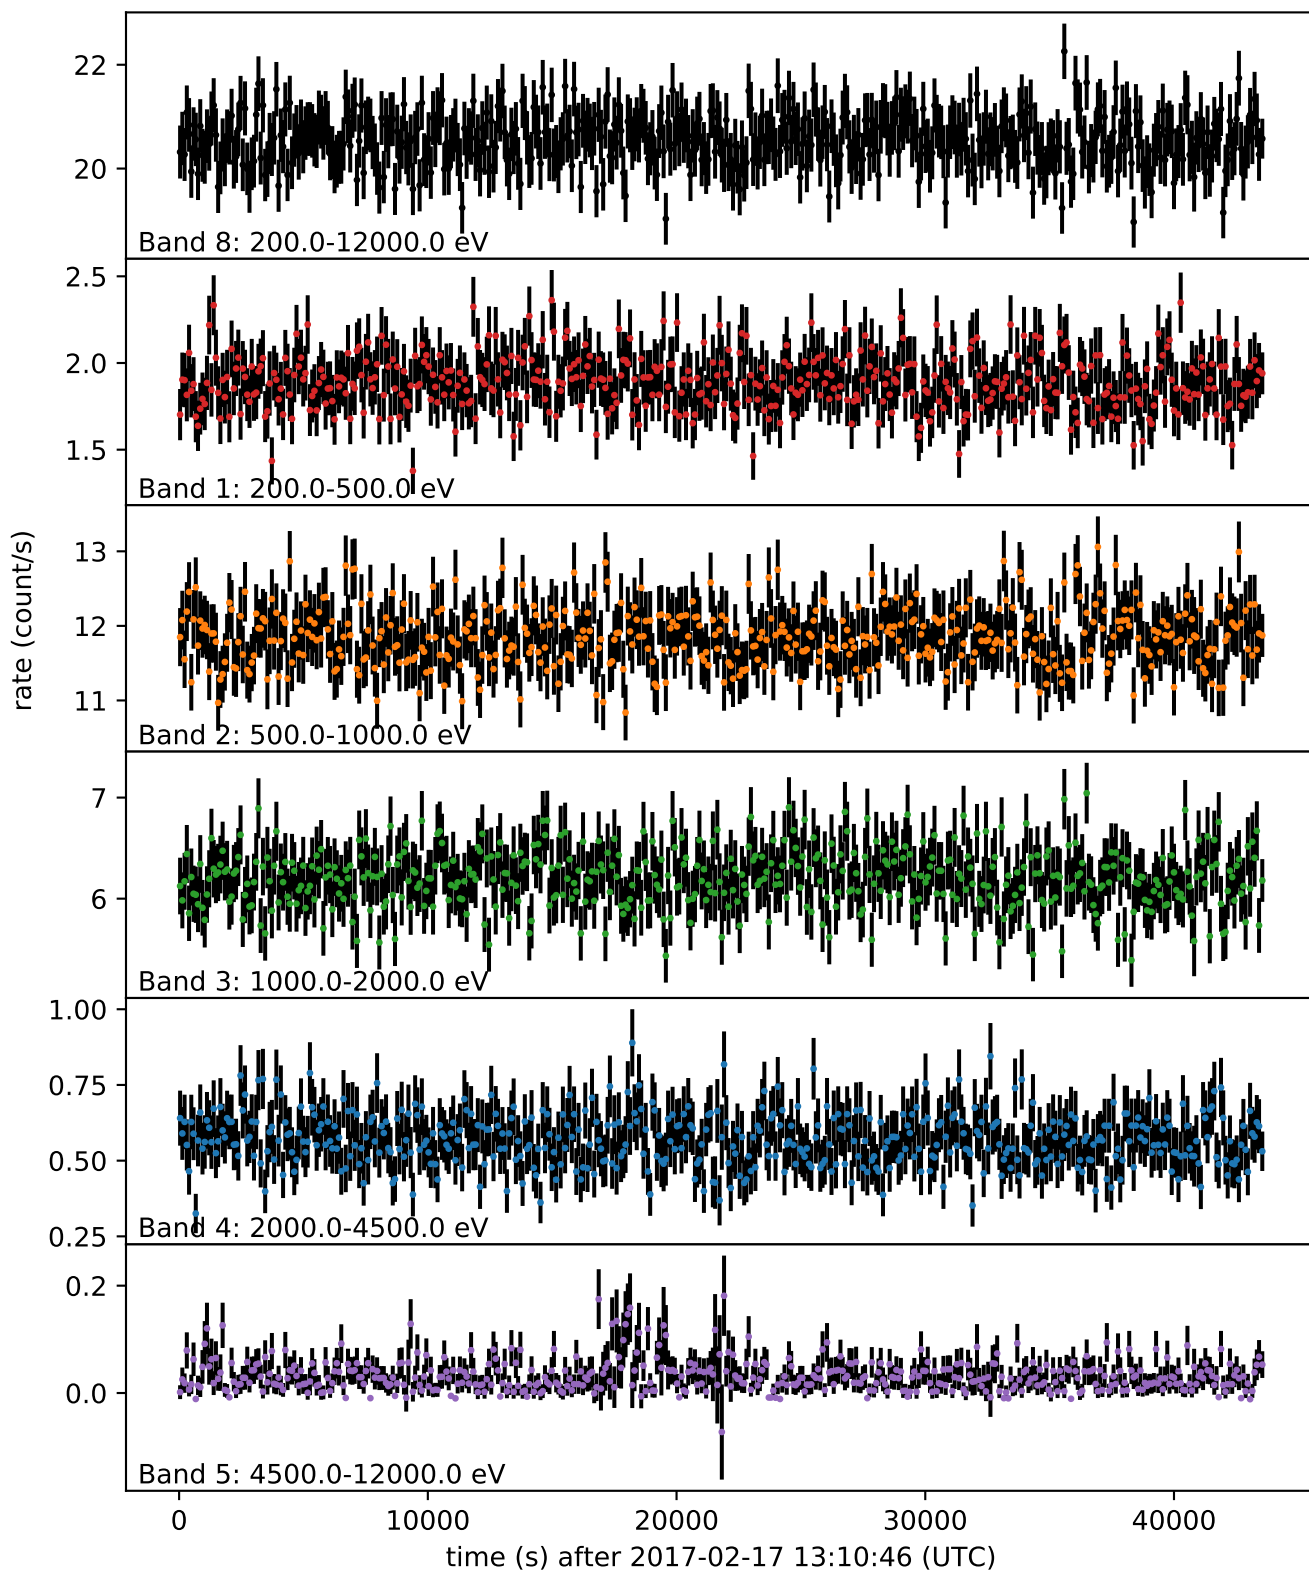 22
20
Band 8: 200.0-12000.0 eV
2.5
2.0
1.5
Band 1: 200.0-500.0 eV
rate (count/s)
13
12
11
Band 2: 500.0-1000.0 eV
7
6
Band 3: 1000.0-2000.0 eV
1.00
0.75
0.50
0.25
Band 4: 2000.0-4500.0 eV
0.2
0.0
Band 5: 4500.0-12000.0 eV
0 10000 20000 30000 40000
time (s) after 2017-02-17 13:10:46 (UTC)